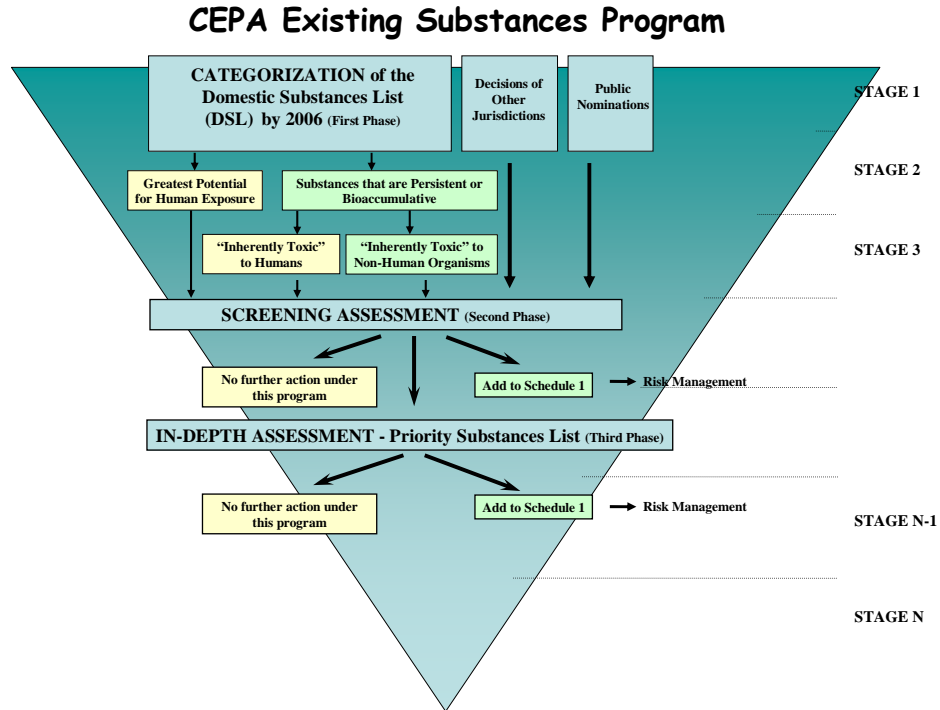 CEPA Existing Substances Program
CATEGORIZATION of the
Domestic Substances List
(DSL) by 2006 (First Phase)
Decisions of
Other
Jurisdictions
Public
Nominations
STAGE 1
Greatest Potential
for Human Exposure
Substances that are Persistent or
Bioaccumulative
STAGE 2
“Inherently Toxic”
to Humans
“Inherently Toxic” to
Non-Human Organisms
STAGE 3
SCREENING ASSESSMENT (Second Phase)
No further action under
this program
Add to Schedule 1
Risk Management
IN-DEPTH ASSESSMENT - Priority Substances List (Third Phase)
No further action under
this program
Add to Schedule 1
Risk Management
STAGE N-1
STAGE N